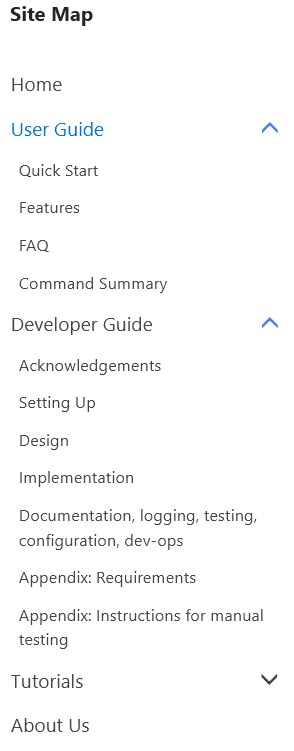 Site Map
Home
User Guide
Quick Start
Features
FAQ
Command Summary
Developer Guide
Acknowledgements
Setting Up
Design
Implementation
Documentation, logging, testing,
configuration, dev-ops
Appendix: Requirements
Appendix: Instructions for manual
testing
Tutorials
About Us